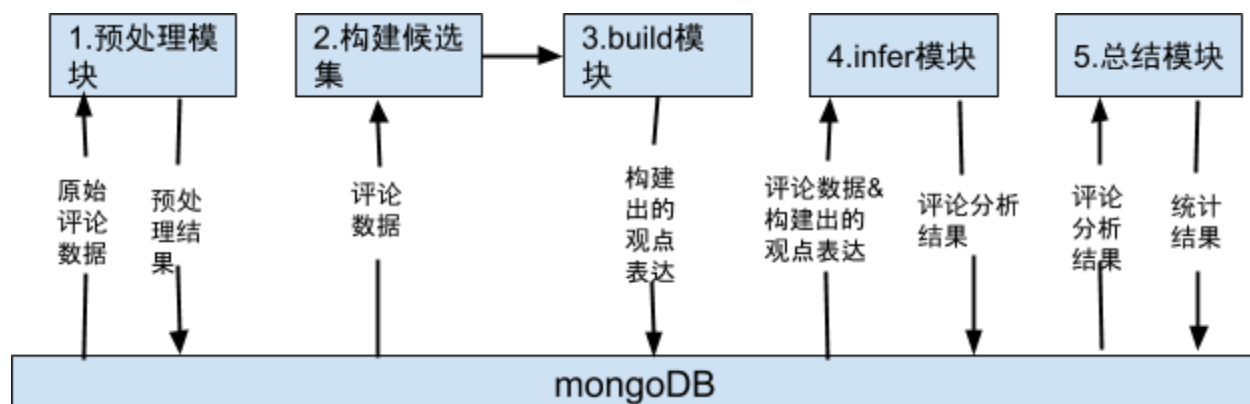 1.预处理模
块
2.构建候选
集
3.build模
块
4.infer模块
5.总结模块
原始
评论
数据
预处
理结
果
评论
数据
构建
出的
观点
表达
评论数据&
构建出的
观点表达
评论分析
结果
评论
分析
结果
统计
结果
mongoDB